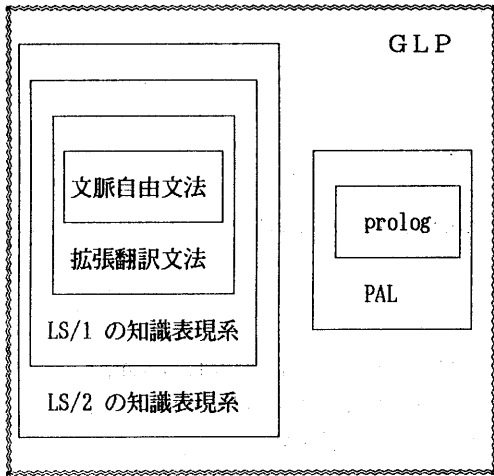 GLP
文脈自由文法
拡張翻訳文法
LS/1 の知識表現系
LS/2 の知識表現系
prolog
PAL